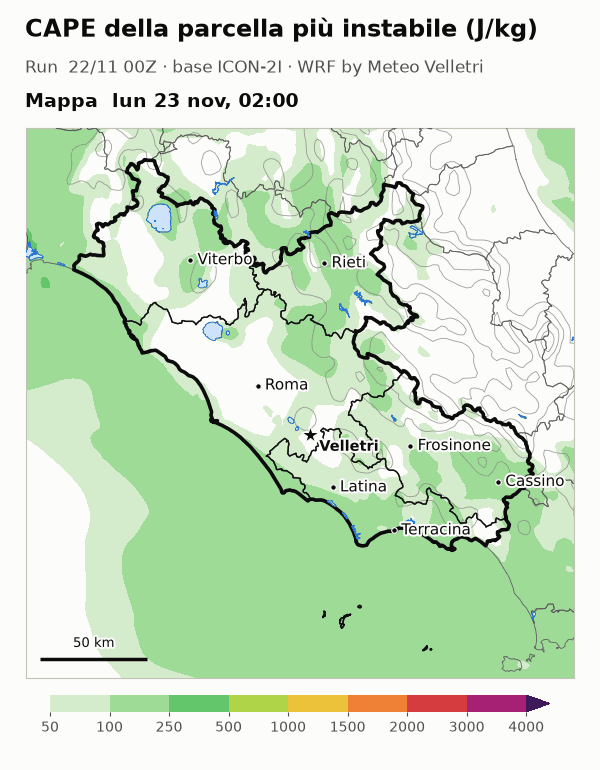 CAPE della parcella più instabile (J/kg)
Run  22/11 00Z · base ICON-2I · WRF by Meteo Velletri
Mappa  lun 23 nov, 02:00
Viterbo
Rieti
Roma
Velletri
Frosinone
Cassino
Latina
Terracina
50 km
50 100 250 500 1000 1500 2000 3000 4000